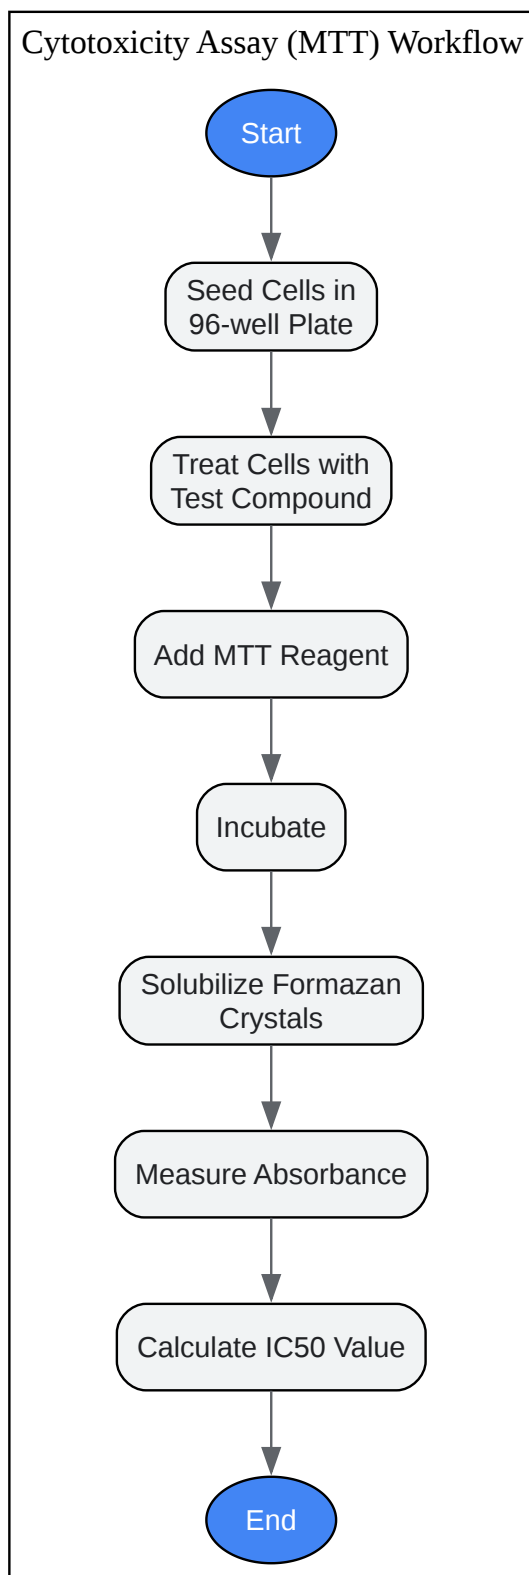 Cytotoxicity Assay (MTT) Workflow
Start
Seed Cells in
96-well Plate
Treat Cells with
Test Compound
Add MTT Reagent
Incubate
Solubilize Formazan
Crystals
Measure Absorbance
Calculate IC50 Value
End